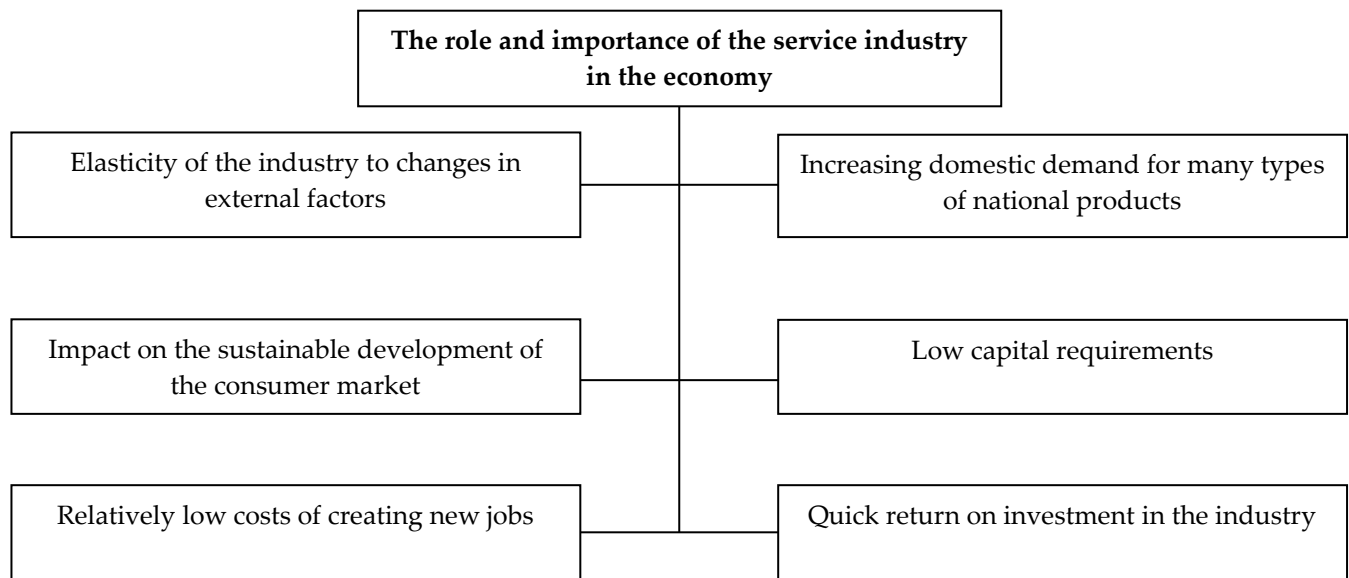 The role and importance of the service industry
in the economy
Elasticity of the industry to changes in
external factors
Increasing domestic demand for many types
of national products
Impact on the sustainable development of
the consumer market
Low capital requirements
Relatively low costs of creating new jobs
Quick return on investment in the industry